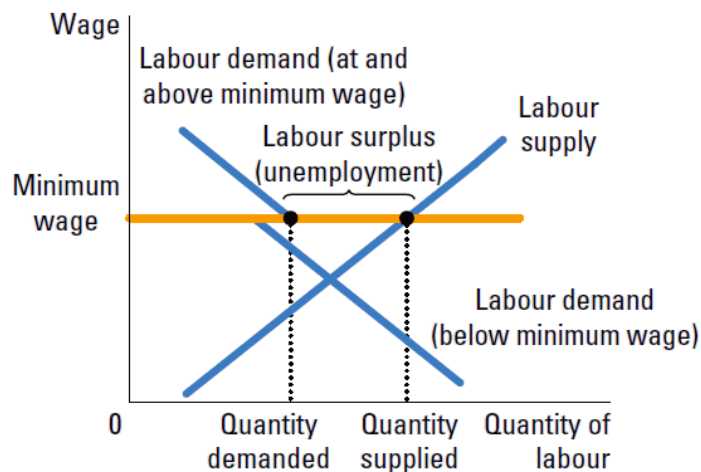 Wage
Labour demand (at and
above minimum wage)
Labour
supply
Labour surplus
(unemployment)
Minimum
wage
Labour demand
(below minimum wage)
0
Quantity
demanded
Quantity
supplied
Quantity of
labour